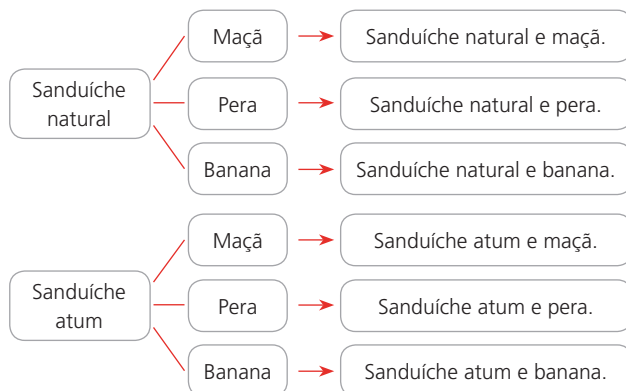 Sanduíche
natural
Maçã
Sanduíche natural e maçã.
Pera
Sanduíche natural e pera.
Banana
Sanduíche natural e banana.
Sanduíche
atum
Maçã
Sanduíche atum e maçã.
Pera
Sanduíche atum e pera.
Banana
Sanduíche atum e banana.